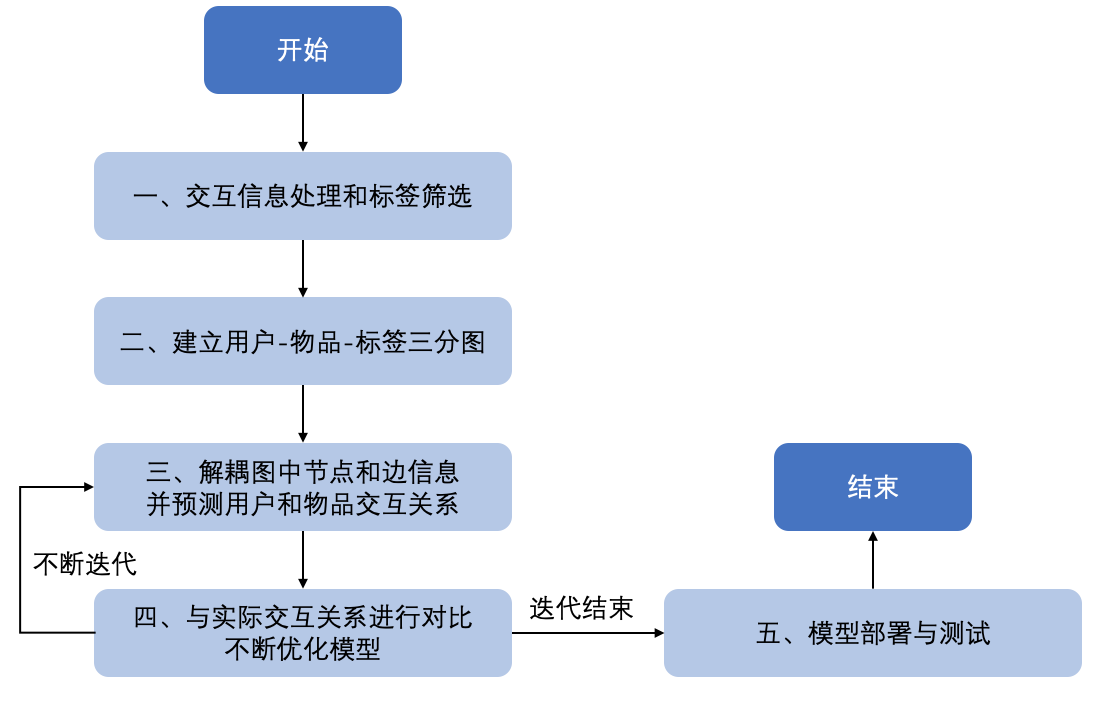 开始
一、交互信息处理和标签筛选
二、建立用户-物品-标签三分图
三、解耦图中节点和边信息
并预测用户和物品交互关系
不断迭代
四、与实际交互关系进行对比
不断优化模型
迭代结束
五、模型部署与测试
结束